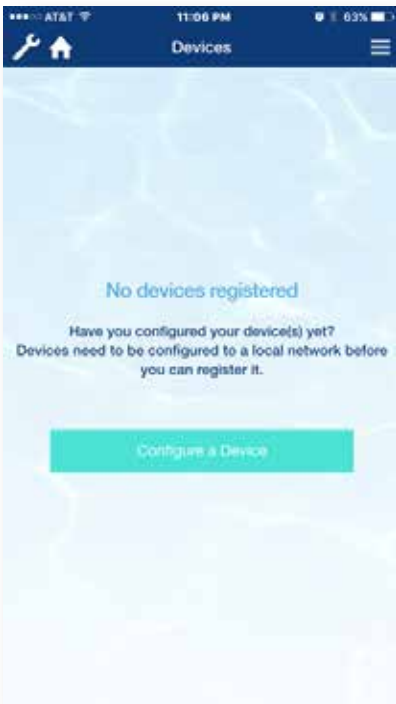 AT&T 11:06 PM 63%
Devices
No devices registered
Have you configured your device(s) yet?
Devices need to be configured to a local network before
you can register it.
Configure a Device